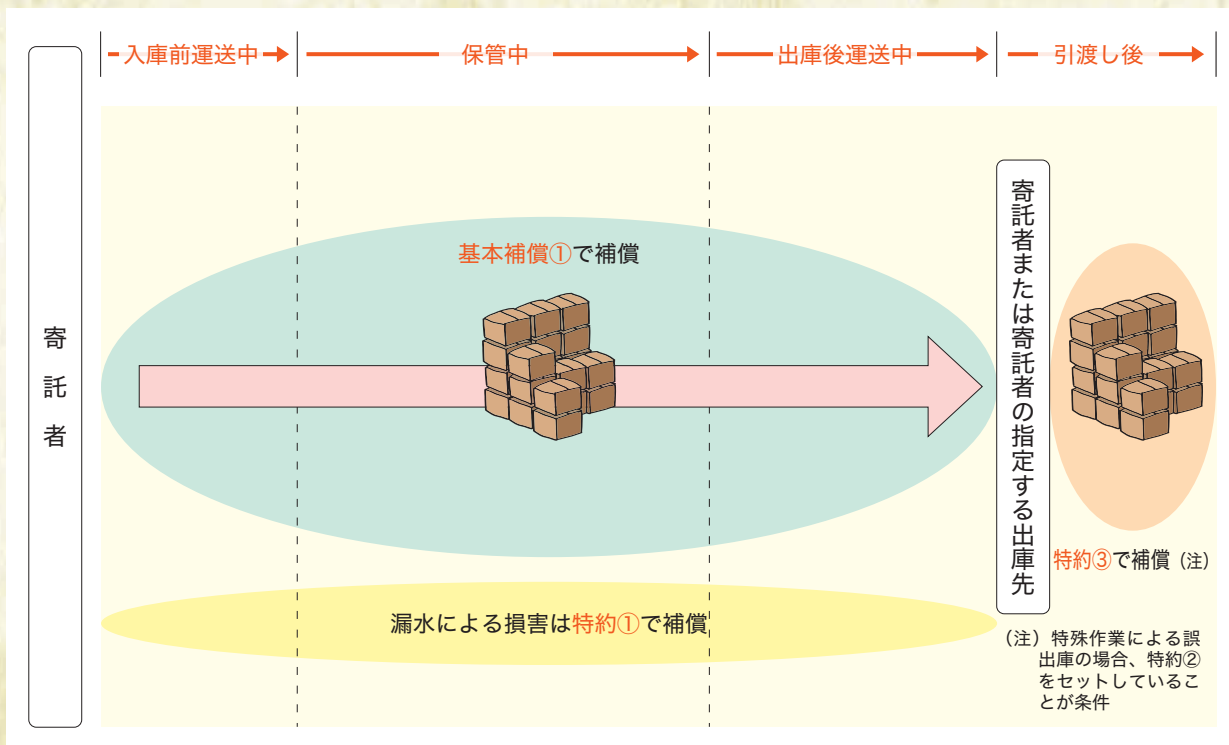 入庫前運送中
保管中
出庫後運送中
引渡し後
寄託者
基本補償①で補償
寄託者または寄託者の指定する出庫先
特約③で補償（注）
漏水による損害は特約①で補償
（注）特殊作業による誤
出庫の場合、特約②
をセットしているこ
とが条件